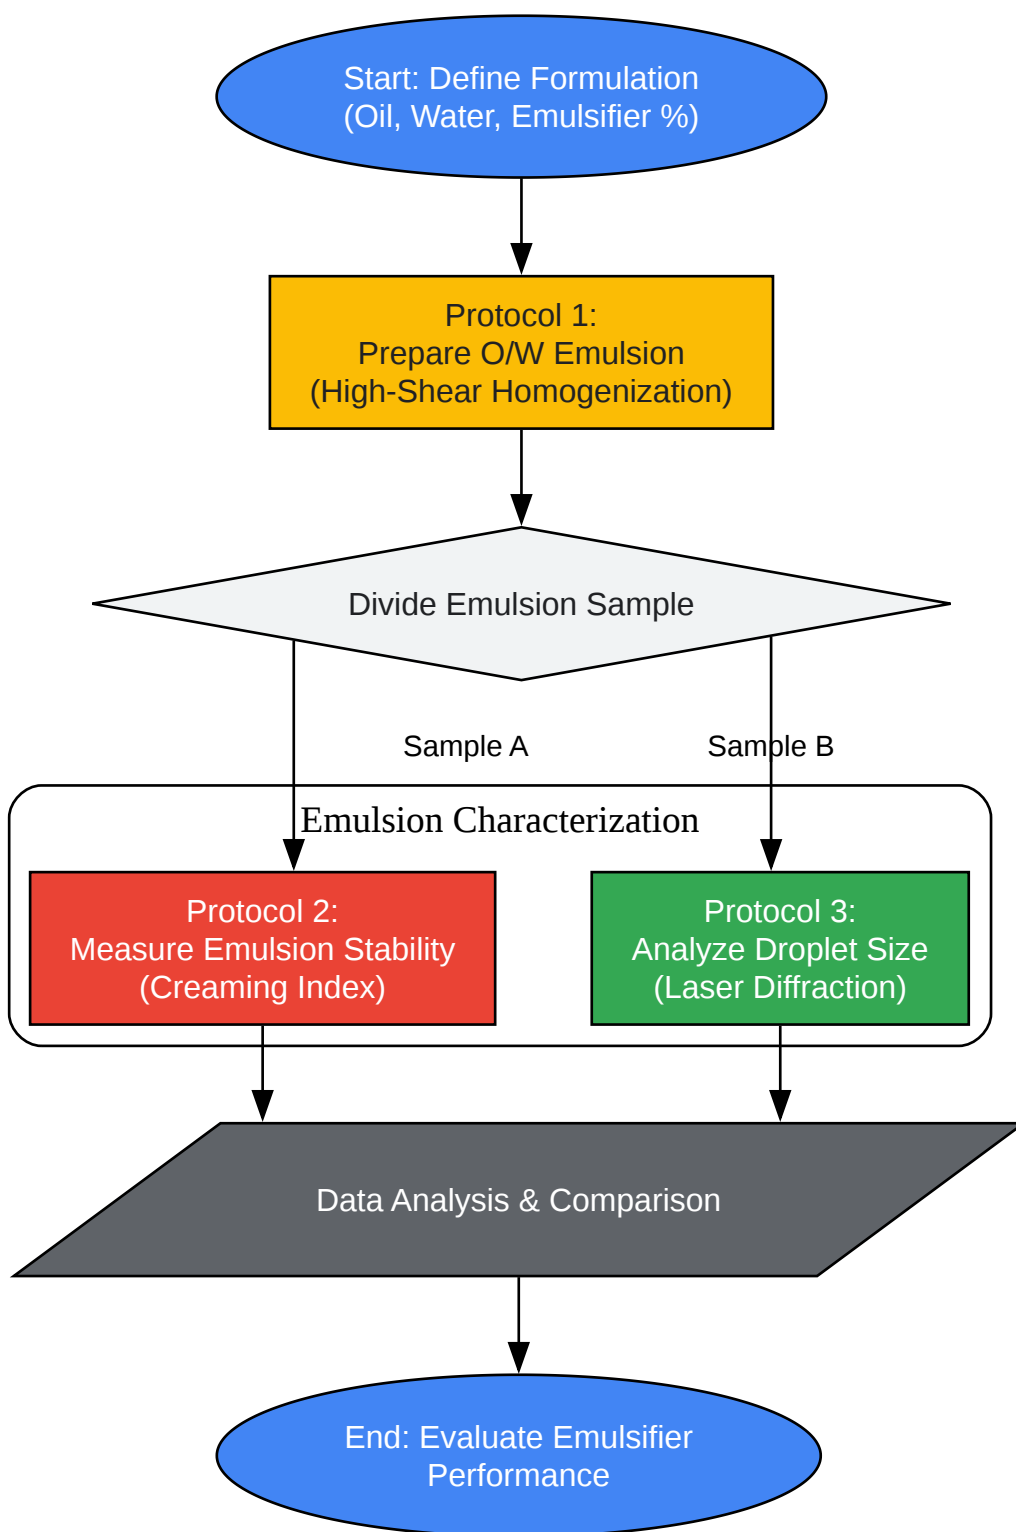 Start: Define Formulation
(Oil, Water, Emulsifier %)
Protocol 1:
Prepare O/W Emulsion
(High-Shear Homogenization)
Divide Emulsion Sample
Sample A
Sample B
Emulsion Characterization
Protocol 2:
Measure Emulsion Stability
(Creaming Index)
Protocol 3:
Analyze Droplet Size
(Laser Diffraction)
Data Analysis & Comparison
End: Evaluate Emulsifier
Performance